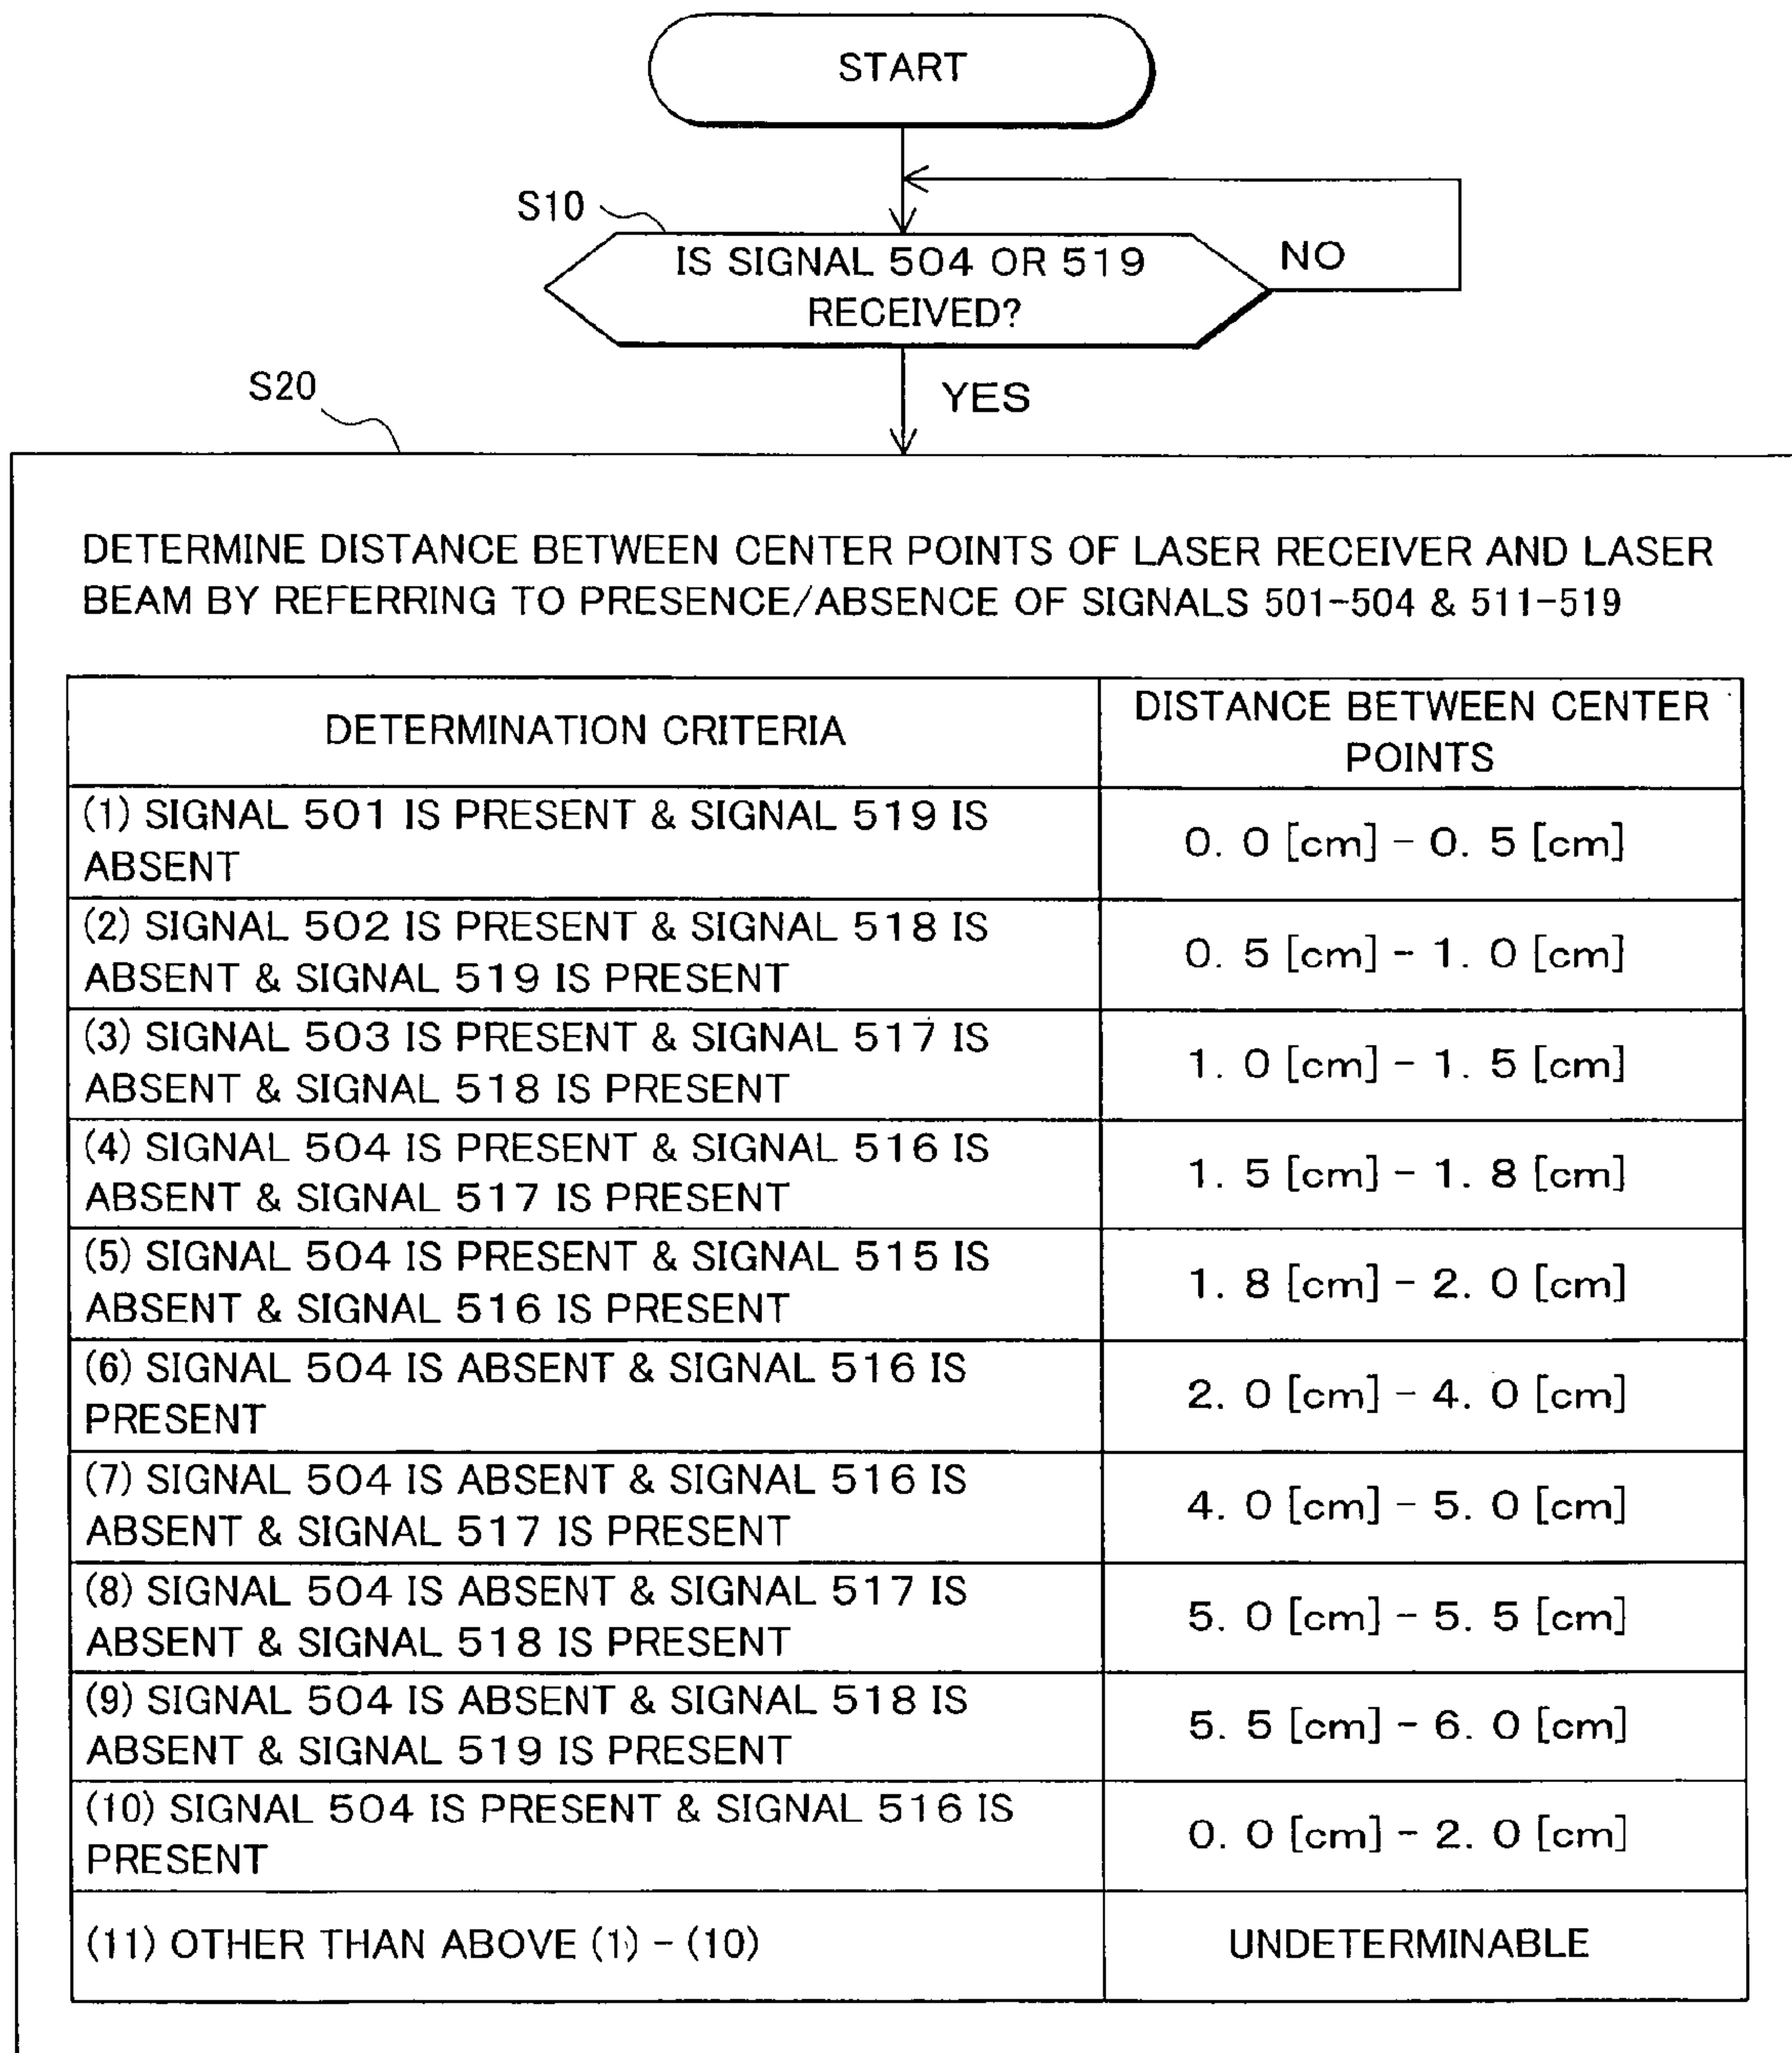 START
S10
IS SIGNAL 504 OR 519
RECEIVED?
NO
S20
YES
DETERMINE DISTANCE BETWEEN CENTER POINTS OF LASER RECEIVER AND LASER
BEAM BY REFERRING TO PRESENCE/ABSENCE OF SIGNALS 501-504 & 511-519
DETERMINATION CRITERIA
DISTANCE BETWEEN CENTER
POINTS
(1) SIGNAL 501 IS PRESENT & SIGNAL 519 IS
ABSENT
0. 0 [cm] - 0. 5 [cm]
(2) SIGNAL 502 IS PRESENT & SIGNAL 518 IS
ABSENT & SIGNAL 519 IS PRESENT
0. 5 [cm] - 1. 0 [cm]
(3) SIGNAL 503 IS PRESENT & SIGNAL 517 IS
ABSENT & SIGNAL 518 IS PRESENT
1. 0 [cm] - 1. 5 [cm]
(4) SIGNAL 504 IS PRESENT & SIGNAL 516 IS
ABSENT & SIGNAL 517 IS PRESENT
1. 5 [cm] - 1. 8 [cm]
(5) SIGNAL 504 IS PRESENT & SIGNAL 515 IS
ABSENT & SIGNAL 516 IS PRESENT
1. 8 [cm] - 2. 0 [cm]
(6) SIGNAL 504 IS ABSENT & SIGNAL 516 IS
PRESENT
2. 0 [cm] - 4. 0 [cm]
(7) SIGNAL 504 IS ABSENT & SIGNAL 516 IS
ABSENT & SIGNAL 517 IS PRESENT
4. 0 [cm] - 5. 0 [cm]
(8) SIGNAL 504 IS ABSENT & SIGNAL 517 IS
ABSENT & SIGNAL 518 IS PRESENT
5. 0 [cm] - 5. 5 [cm]
(9) SIGNAL 504 IS ABSENT & SIGNAL 518 IS
ABSENT & SIGNAL 519 IS PRESENT
5. 5 [cm] - 6. 0 [cm]
(10) SIGNAL 504 IS PRESENT & SIGNAL 516 IS
PRESENT
0. 0 [cm] - 2. 0 [cm]
(11) OTHER THAN ABOVE (1) - (10)
UNDETERMINABLE